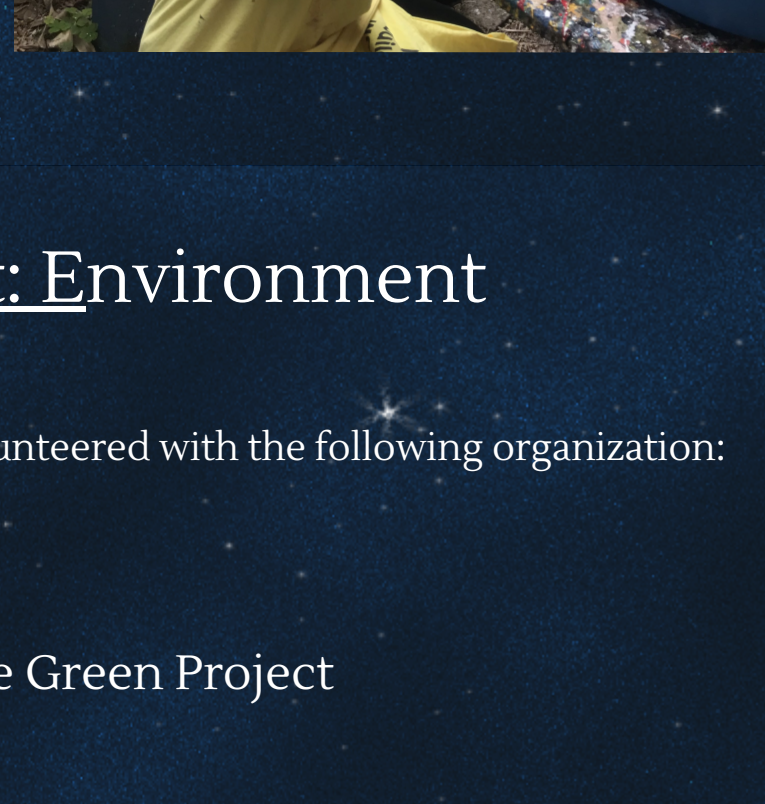 t: Environment
unteered with the following organization:
e Green Project